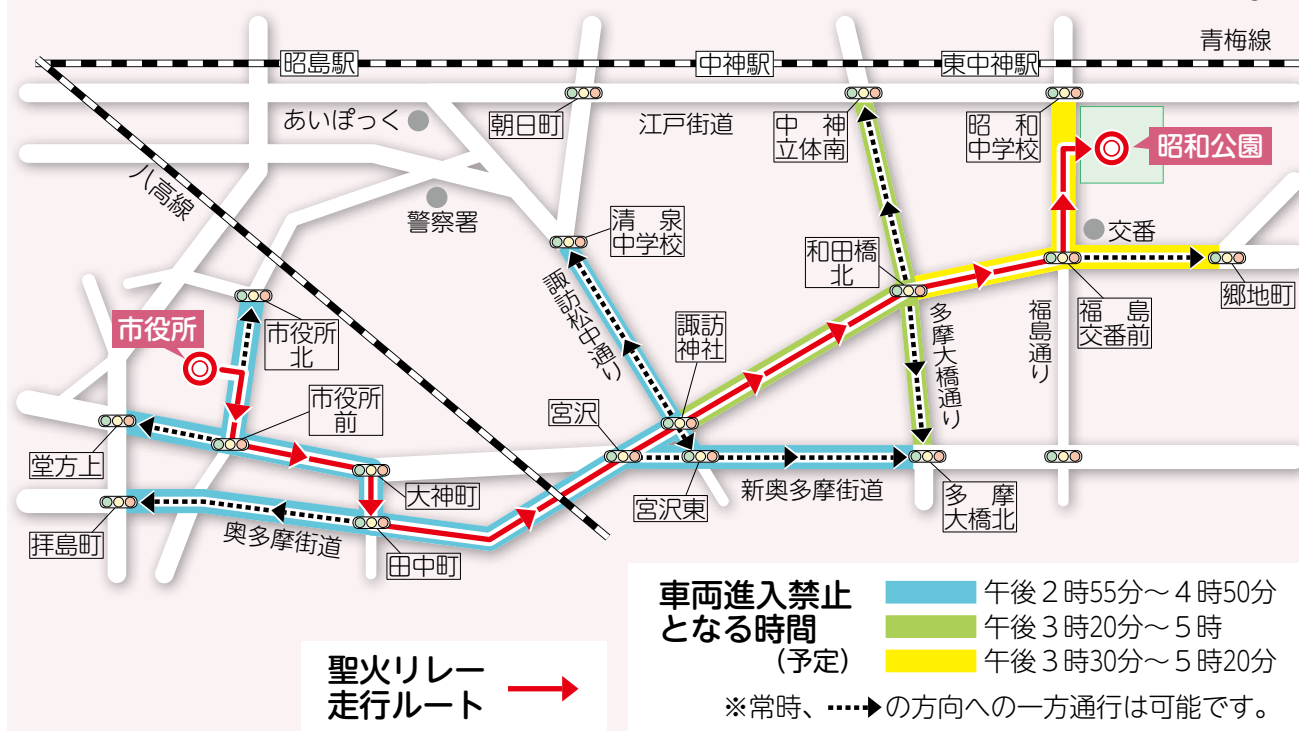 青梅線
昭島駅
中神駅
東中神駅
あいぽっく
朝日町
江戸街道
中神
立体南
昭和
中学校
昭和公園
八高線
警察署
清泉
中学校
和田橋
北
交番
郷地町
諏訪松中通り
諏訪
神社
多摩大橋通り
福島通り
福島
交番前
市役所
市役所
北
市役所
前
宮沢
堂方上
大神町
宮沢東
新奥多摩街道
多摩
大橋北
拝島町
奥多摩街道
田中町
車両進入禁止
となる時間
(予定)
午後2時55分～4時50分
午後3時20分～5時
午後3時30分～5時20分
※常時、の方向への一方通行は可能です。
聖火リレー
走行ルート